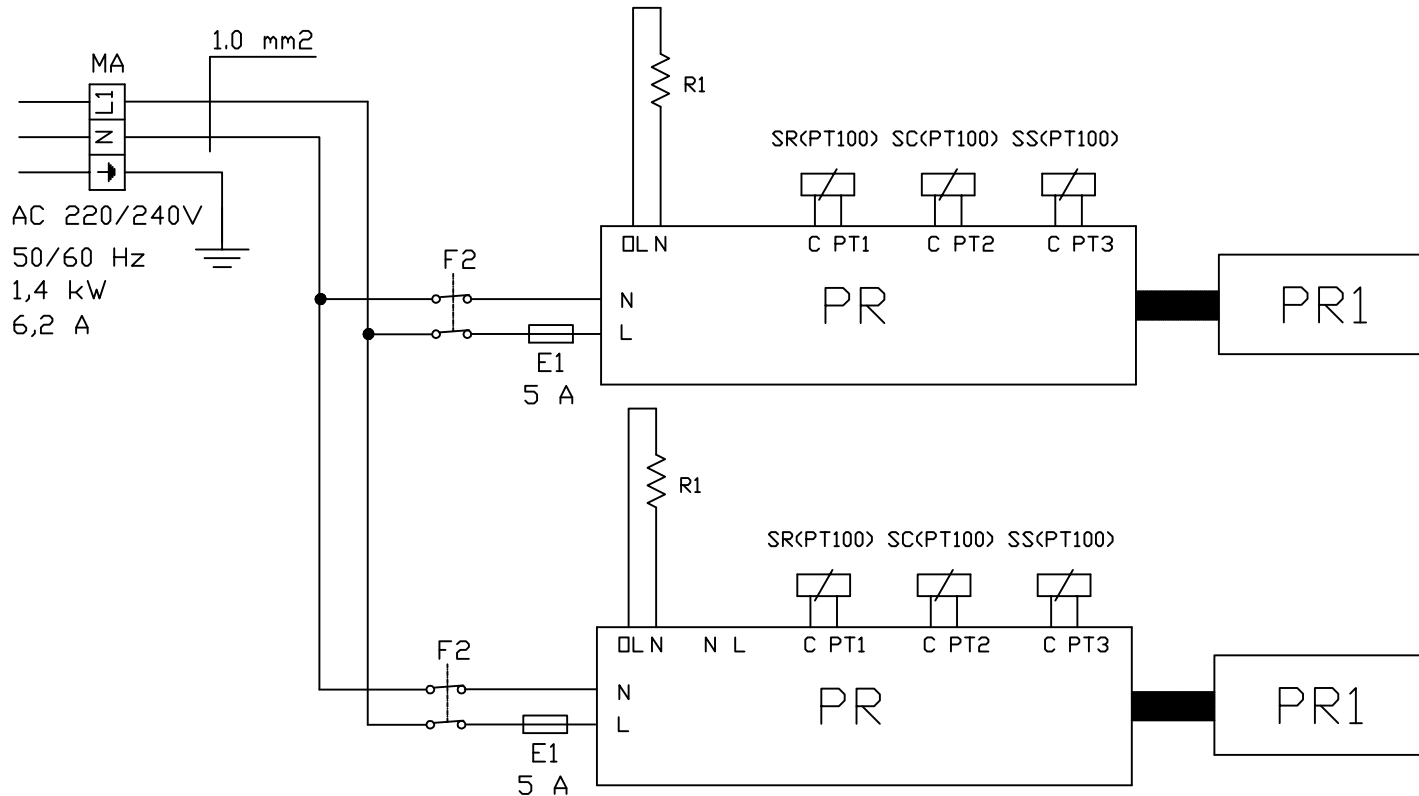 1.0 mm2
MA
L1
N
AC 220/240V
50/60 Hz
1,4 kW
6,2 A
R1
SR(PT100) SC(PT100) SS(PT100)
OL N C PT1 C PT2 C PT3
F2
N
L
PR
PR1
E1
5 A
R1
SR(PT100) SC(PT100) SS(PT100)
OL N N L C PT1 C PT2 C PT3
F2
N
L
PR
PR1
E1
5 A